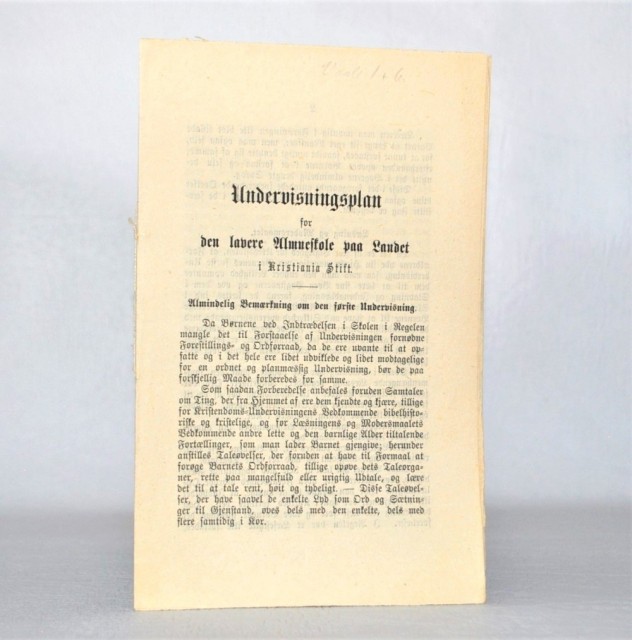 Undervisningsplan
for
den lavere Almueskole paa Landet
i Kristiania Stift.
Almindelig Bemærkning om den første Undervisning.
Da Børnene ved Indtrædelsen i Skolen i Regelen
mangle det til Forstaaelse af Undervisningen fornødne
Forestillings- og Ordforraad, da de ere uvante til at op-
fatte og i det hele ere lidet udviklede og lidet modtagelige
for en ordnet og planmæssig Undervisning, bør de paa
forskjellig Maade forberedes for samme.
Som saadan Forberedelse anbefales foruden Samtaler
om Ting, der fra Hjemmet af ere dem kjendte og kjære, tillige
for Kristendoms-Undervisningens Vedkommende bibelhisto-
riske og kristelige, og for Læsningens og Modersmaalets
Vedkommende andre lette og den barnlige Alder tiltalende
Fortællinger, som man lader Barnet gjengive; herunder
anstilles Taleøvelser, der foruden at have til Formaal at
forøge Barnets Ordforraad, tillige opøve dets Taleorga-
ner, rette paa mangelfuld eller urigtig Udtale, og lære
det til at tale rent, høit og tydeligt. — Disse Taleøvel-
ser, der have saavel de enkelte Lyd som Ord og Sætnin-
ger til Gjenstand, øves dels med den enkelte, dels med
flere samtidig i Kor.